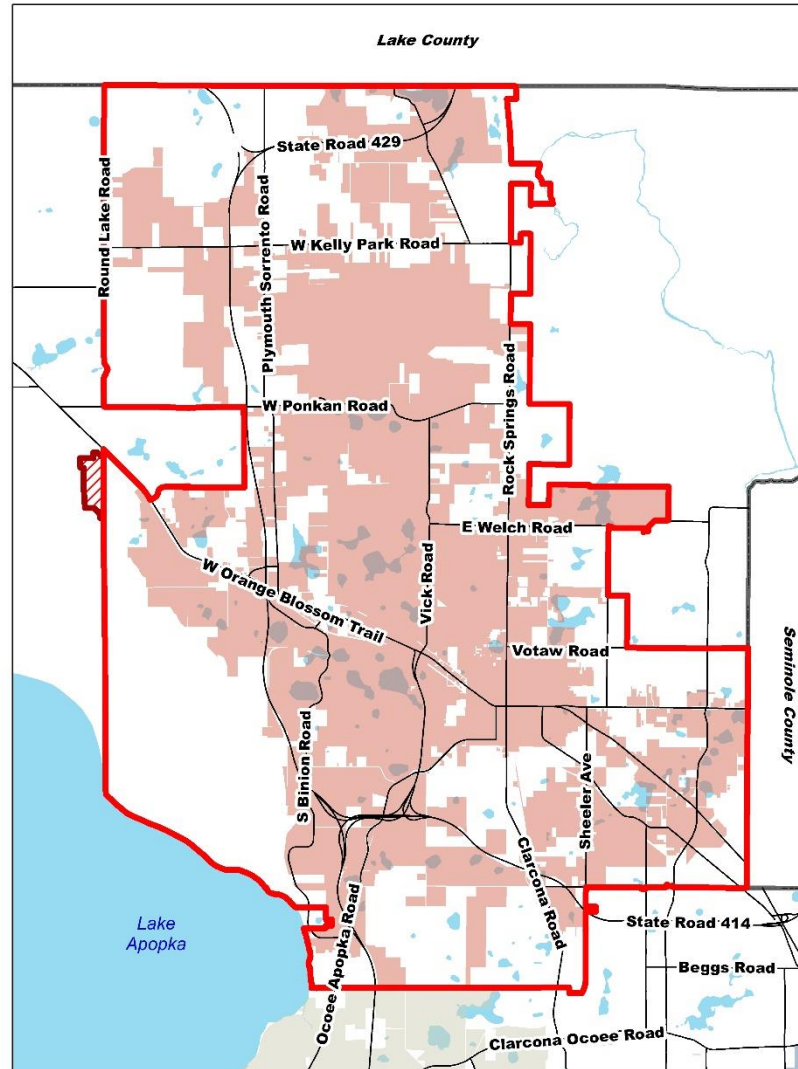 Lake County
State Road 429
Round Lake Road
Plymouth Sorrento Road
W Kelly Park Road
W Ponkan Road
Rock Springs Road
E Welch Road
W Orange Blossom Trail
Vick Road
Votaw Road
Seminole County
S Binion Road
Sheeler Ave
Clarcona Road
Ocoee Apopka Road
Lake
Apopka
State Road 414
Beggs Road
Clarcona Ocoee Road